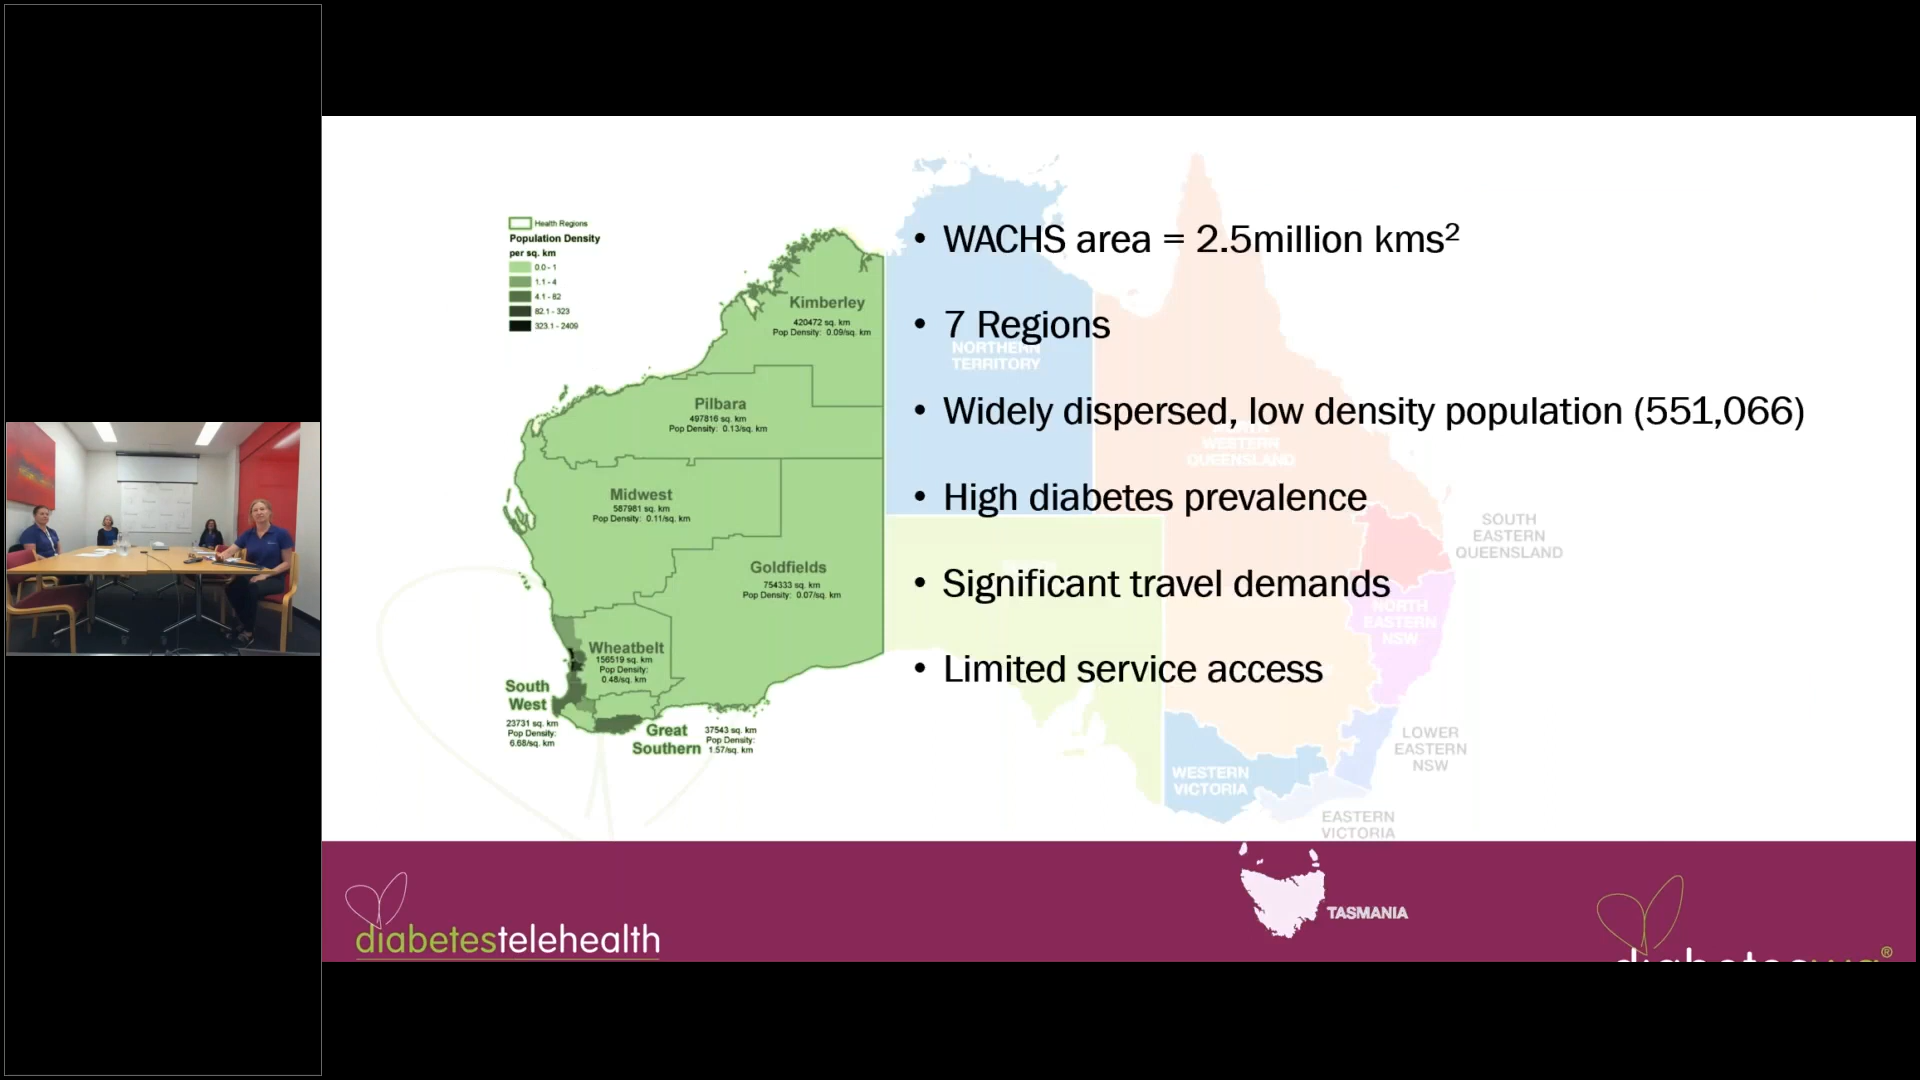 Health Regions
Population Density
per sq. km
0.0 - 1
1.1 - 4
4.1 - 82
82.1 - 323
323.1 - 2409
Kimberley
420472 sq. km
Pop Density: 0.09/sq. km
Pilbara
497816 sq. km
Pop Density: 0.13/sq. km
Midwest
587981 sq. km
Pop Density: 0.11/sq. km
Goldfields
754333 sq. km
Pop Density: 0.07/sq. km
Wheatbelt
156519 sq. km
Pop Density:
0.48/sq. km
South
West
23731 sq. km
Pop Density:
6.68/sq. km
Great
Southern
37543 sq. km
Pop Density:
1.57/sq. km
• WACHS area = 2.5million kms²
• 7 Regions
• Widely dispersed, low density population (551,066)
• High diabetes prevalence
• Significant travel demands
• Limited service access
NORTHERN
TERRITORY
WESTERN
QUEENSLAND
SOUTH
EASTERN
QUEENSLAND
NORTH
EASTERN
NSW
LOWER
EASTERN
NSW
WESTERN
VICTORIA
EASTERN
VICTORIA
TASMANIA
diabetestelehealth